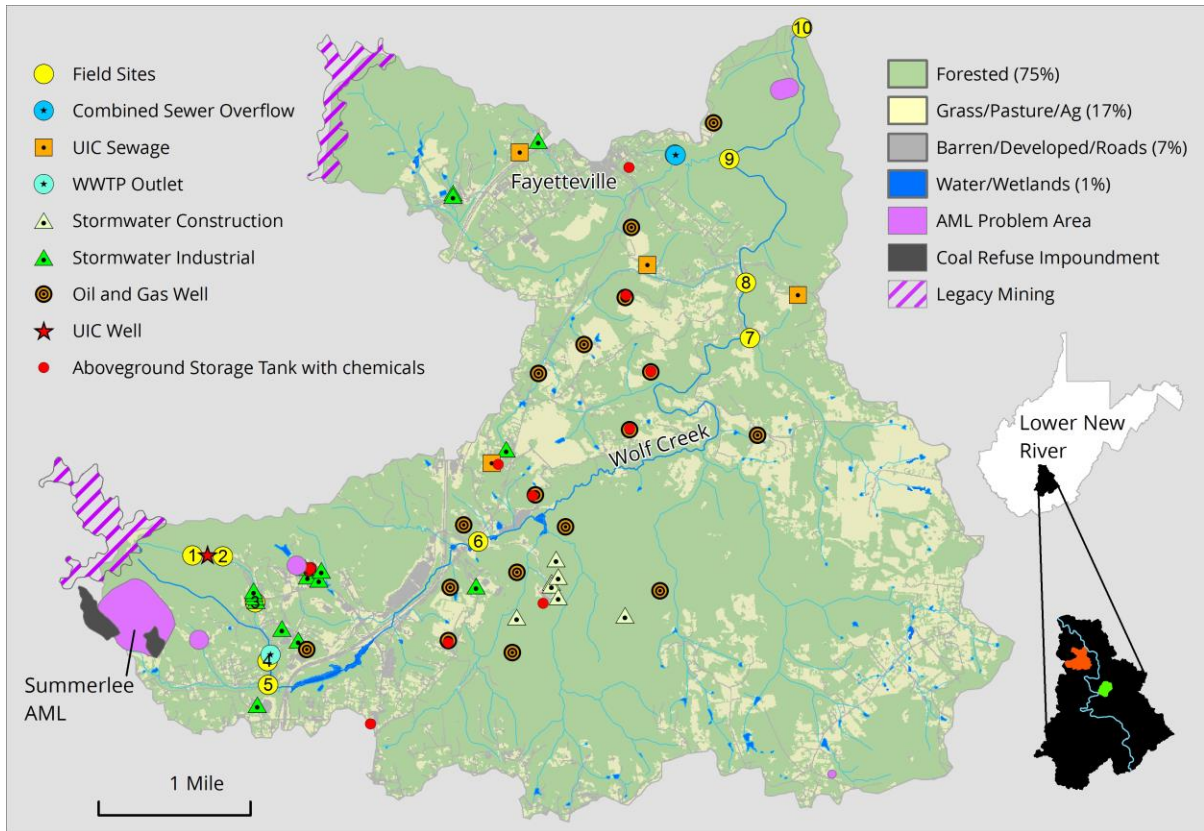 Field Sites
Combined Sewer Overflow
UIC Sewage
WWTP Outlet
Stormwater Construction
Stormwater Industrial
Oil and Gas Well
UIC Well
Aboveground Storage Tank with chemicals
Forested (75%)
Grass/Pasture/Ag (17%)
Barren/Developed/Roads (7%)
Water/Wetlands (1%)
AML Problem Area
Coal Refuse Impoundment
Legacy Mining
10
9
Fayetteville
8
7
Wolf Creek
6
1
2
3
4
5
Summerlee
AML
1 Mile
Lower New
River